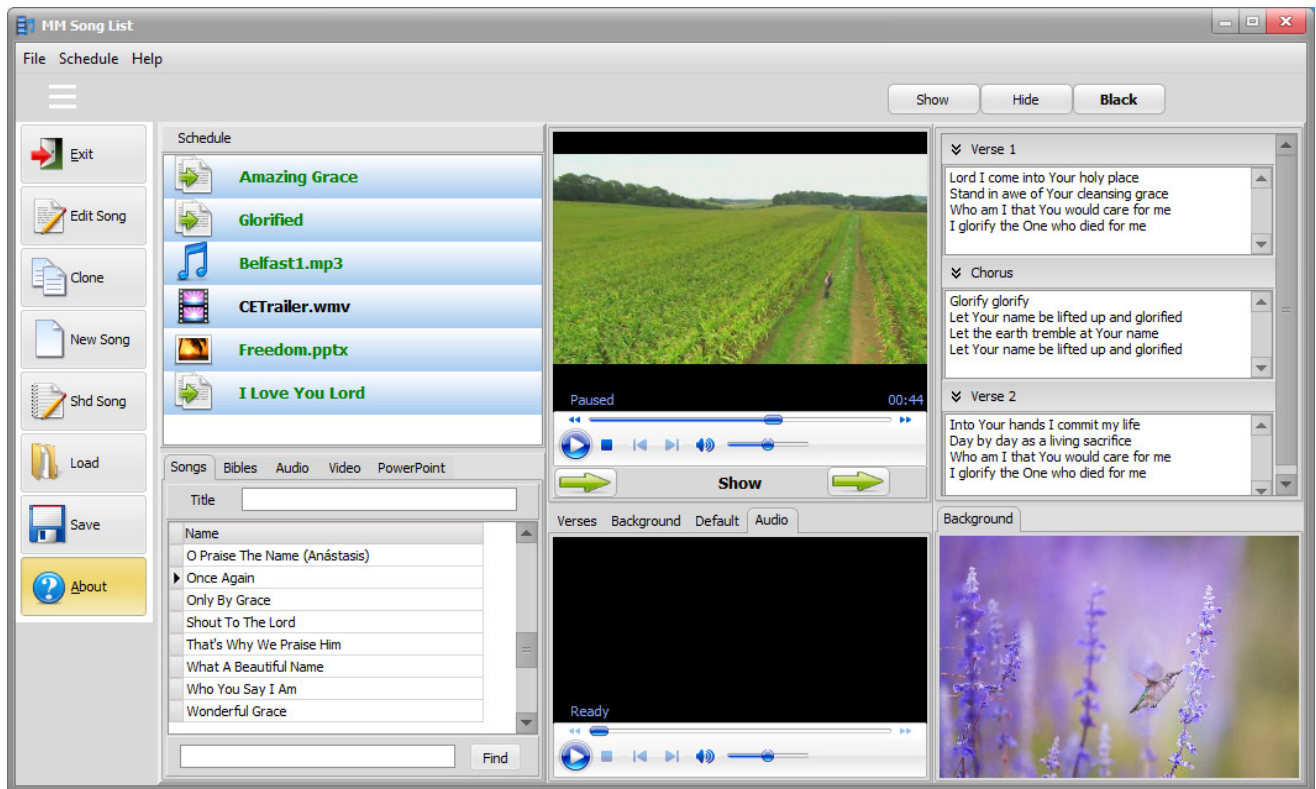 MM Song List
File Schedule Help
Show Hide Black
Exit
Edit Song
Clone
New Song
Shd Song
Load
Save
About
Schedule
Amazing Grace
Glorified
Belfast1.mp3
CETrailer.wmv
Freedom.pptx
I Love You Lord
Songs Bibles Audio Video PowerPoint
Title
Name
O Praise The Name (Anástasis)
Once Again
Only By Grace
Shout To The Lord
That's Why We Praise Him
What A Beautiful Name
Who You Say I Am
Wonderful Grace
Find
Paused 00:44
Show
Verses Background Default Audio
Ready
Verse 1
Lord I come into Your holy place
Stand in awe of Your cleansing grace
Who am I that You would care for me
I glorify the One who died for me
Chorus
Glorify glorify
Let Your name be lifted up and glorified
Let the earth tremble at Your name
Let Your name be lifted up and glorified
Verse 2
Into Your hands I commit my life
Day by day as a living sacrifice
Who am I that You would care for me
I glorify the One who died for me
Background